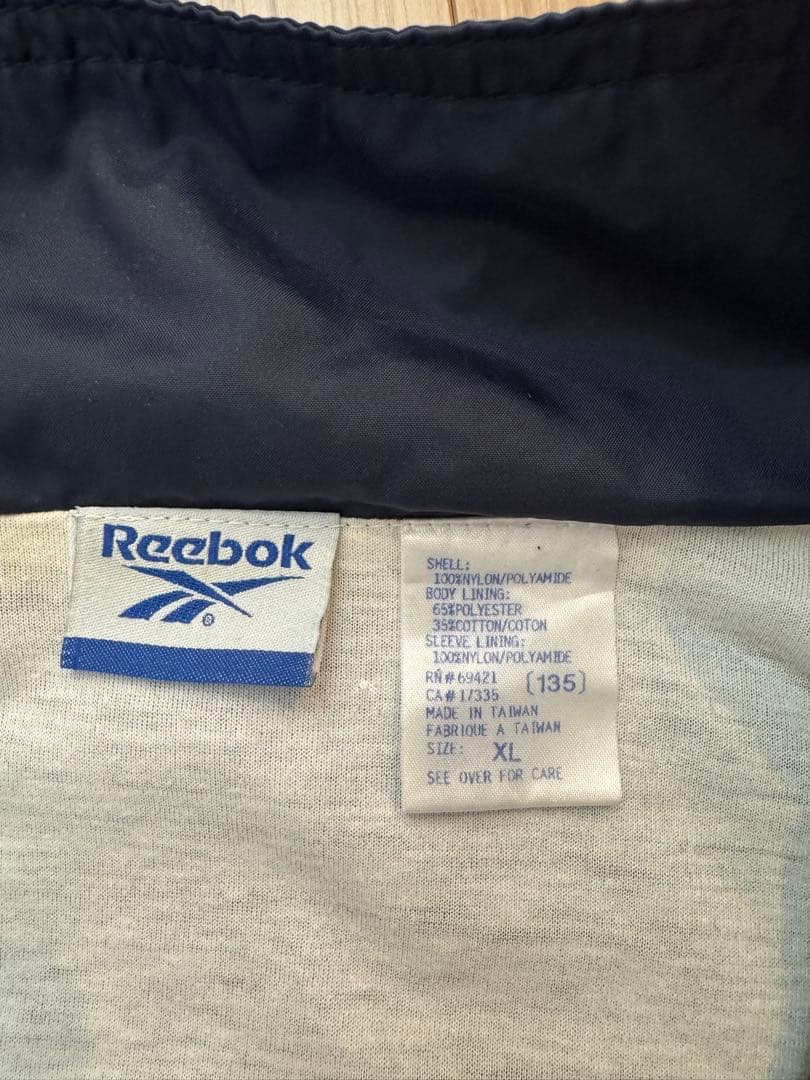 Reebok
®
SHELL:
100%NYLON/POLYAMIDE
BODY LINING:
65%POLYESTER
35%COTTON/COTON
SLEEVE LINING:
100%NYLON/POLYAMIDE
RN#69421
CA#17335 (135)
MADE IN TAIWAN
FABRIQUE A TAIWAN
SIZE: XL
SEE OVER FOR CARE